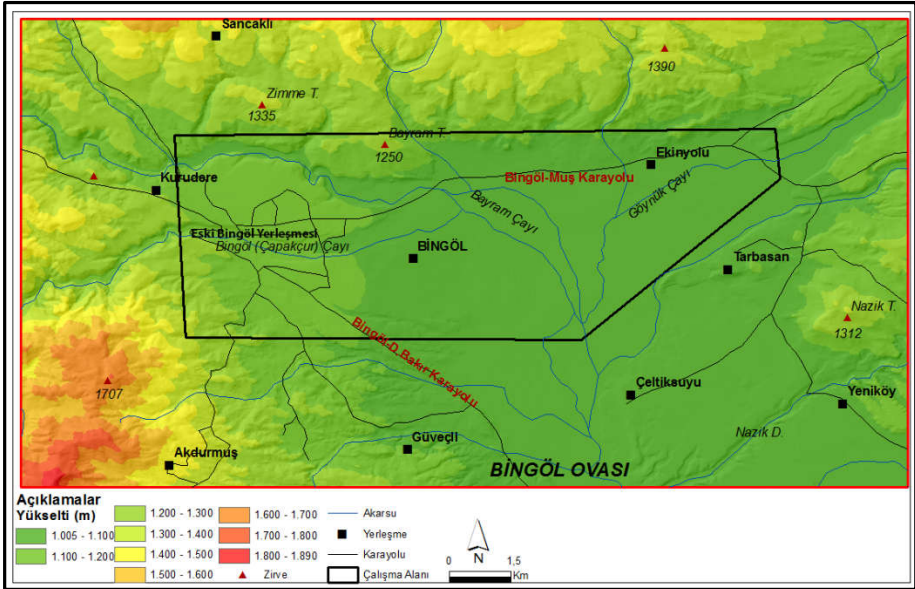 Sancaklı
1390
Zimme T.
1335
Bayram T.
1250
Ekinyolu
Kurudere
Bingöl-Muş Karayolu
Göynük Çayı
Bayram Çayı
Eski Bingöl Yerleşmesi
Bingöl (Çapakçur) Çayı
BİNGÖL
Tarbasan
Nazik T.
1312
Bingöl-D.Bakır Karayolu
1707
Çeltiksuyu
Yeniköy
Nazik D.
Güveçli
Akdurmuş
BİNGÖL OVASI
Açıklamalar
Yükselti (m)
1.005 - 1.100
1.100 - 1.200
1.200 - 1.300
1.300 - 1.400
1.400 - 1.500
1.500 - 1.600
1.600 - 1.700
1.700 - 1.800
1.800 - 1.890
Zirve
Akarsu
Yerleşme
Karayolu
Çalışma Alanı
N
0 1,5
Km